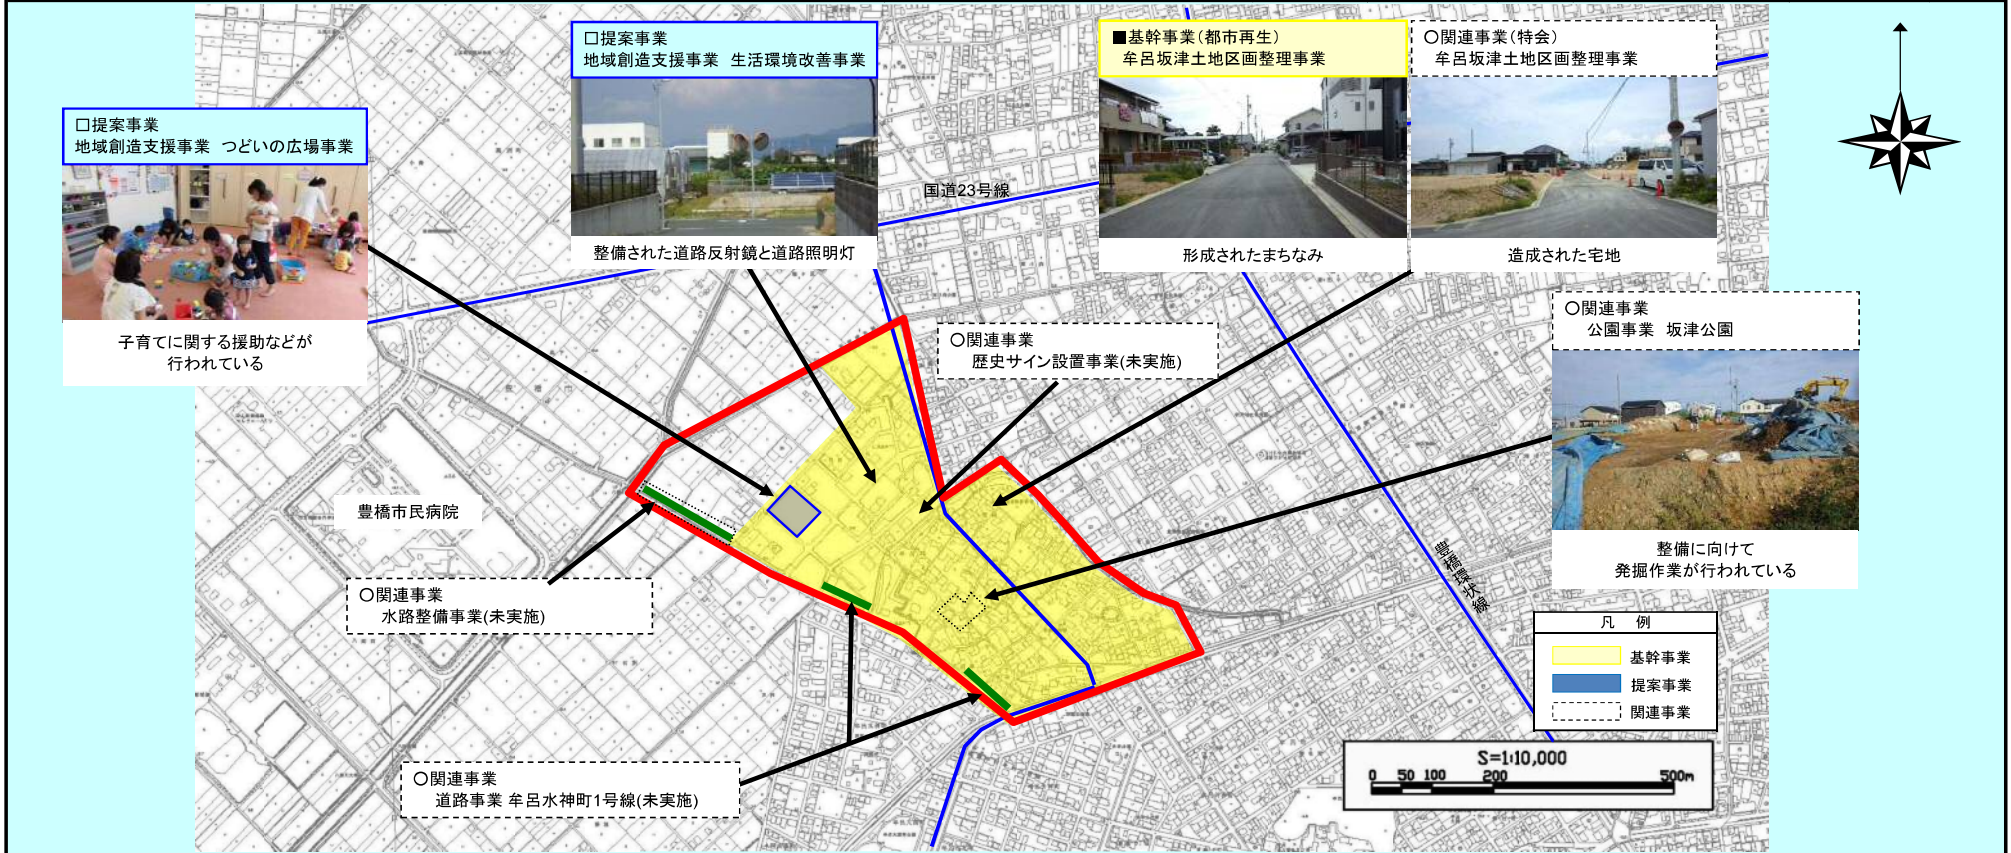 □提案事業
地域創造支援事業 生活環境改善事業
整備された道路反射鏡と道路照明灯
■基幹事業(都市再生)
牟呂坂津土地区画整理事業
形成されたまちなみ
○関連事業(特会)
牟呂坂津土地区画整理事業
造成された宅地
□提案事業
地域創造支援事業 つどいの広場事業
子育てに関する援助などが
行われている
国道23号線
○関連事業
歴史サイン設置事業(未実施)
○関連事業
公園事業 坂津公園
整備に向けて
発掘作業が行われている
豊橋市民病院
豊橋環状線
○関連事業
水路整備事業(未実施)
○関連事業
道路事業 牟呂水神町1号線(未実施)
凡 例
基幹事業
提案事業
関連事業
S=1:10,000
0 50 100 200 500m